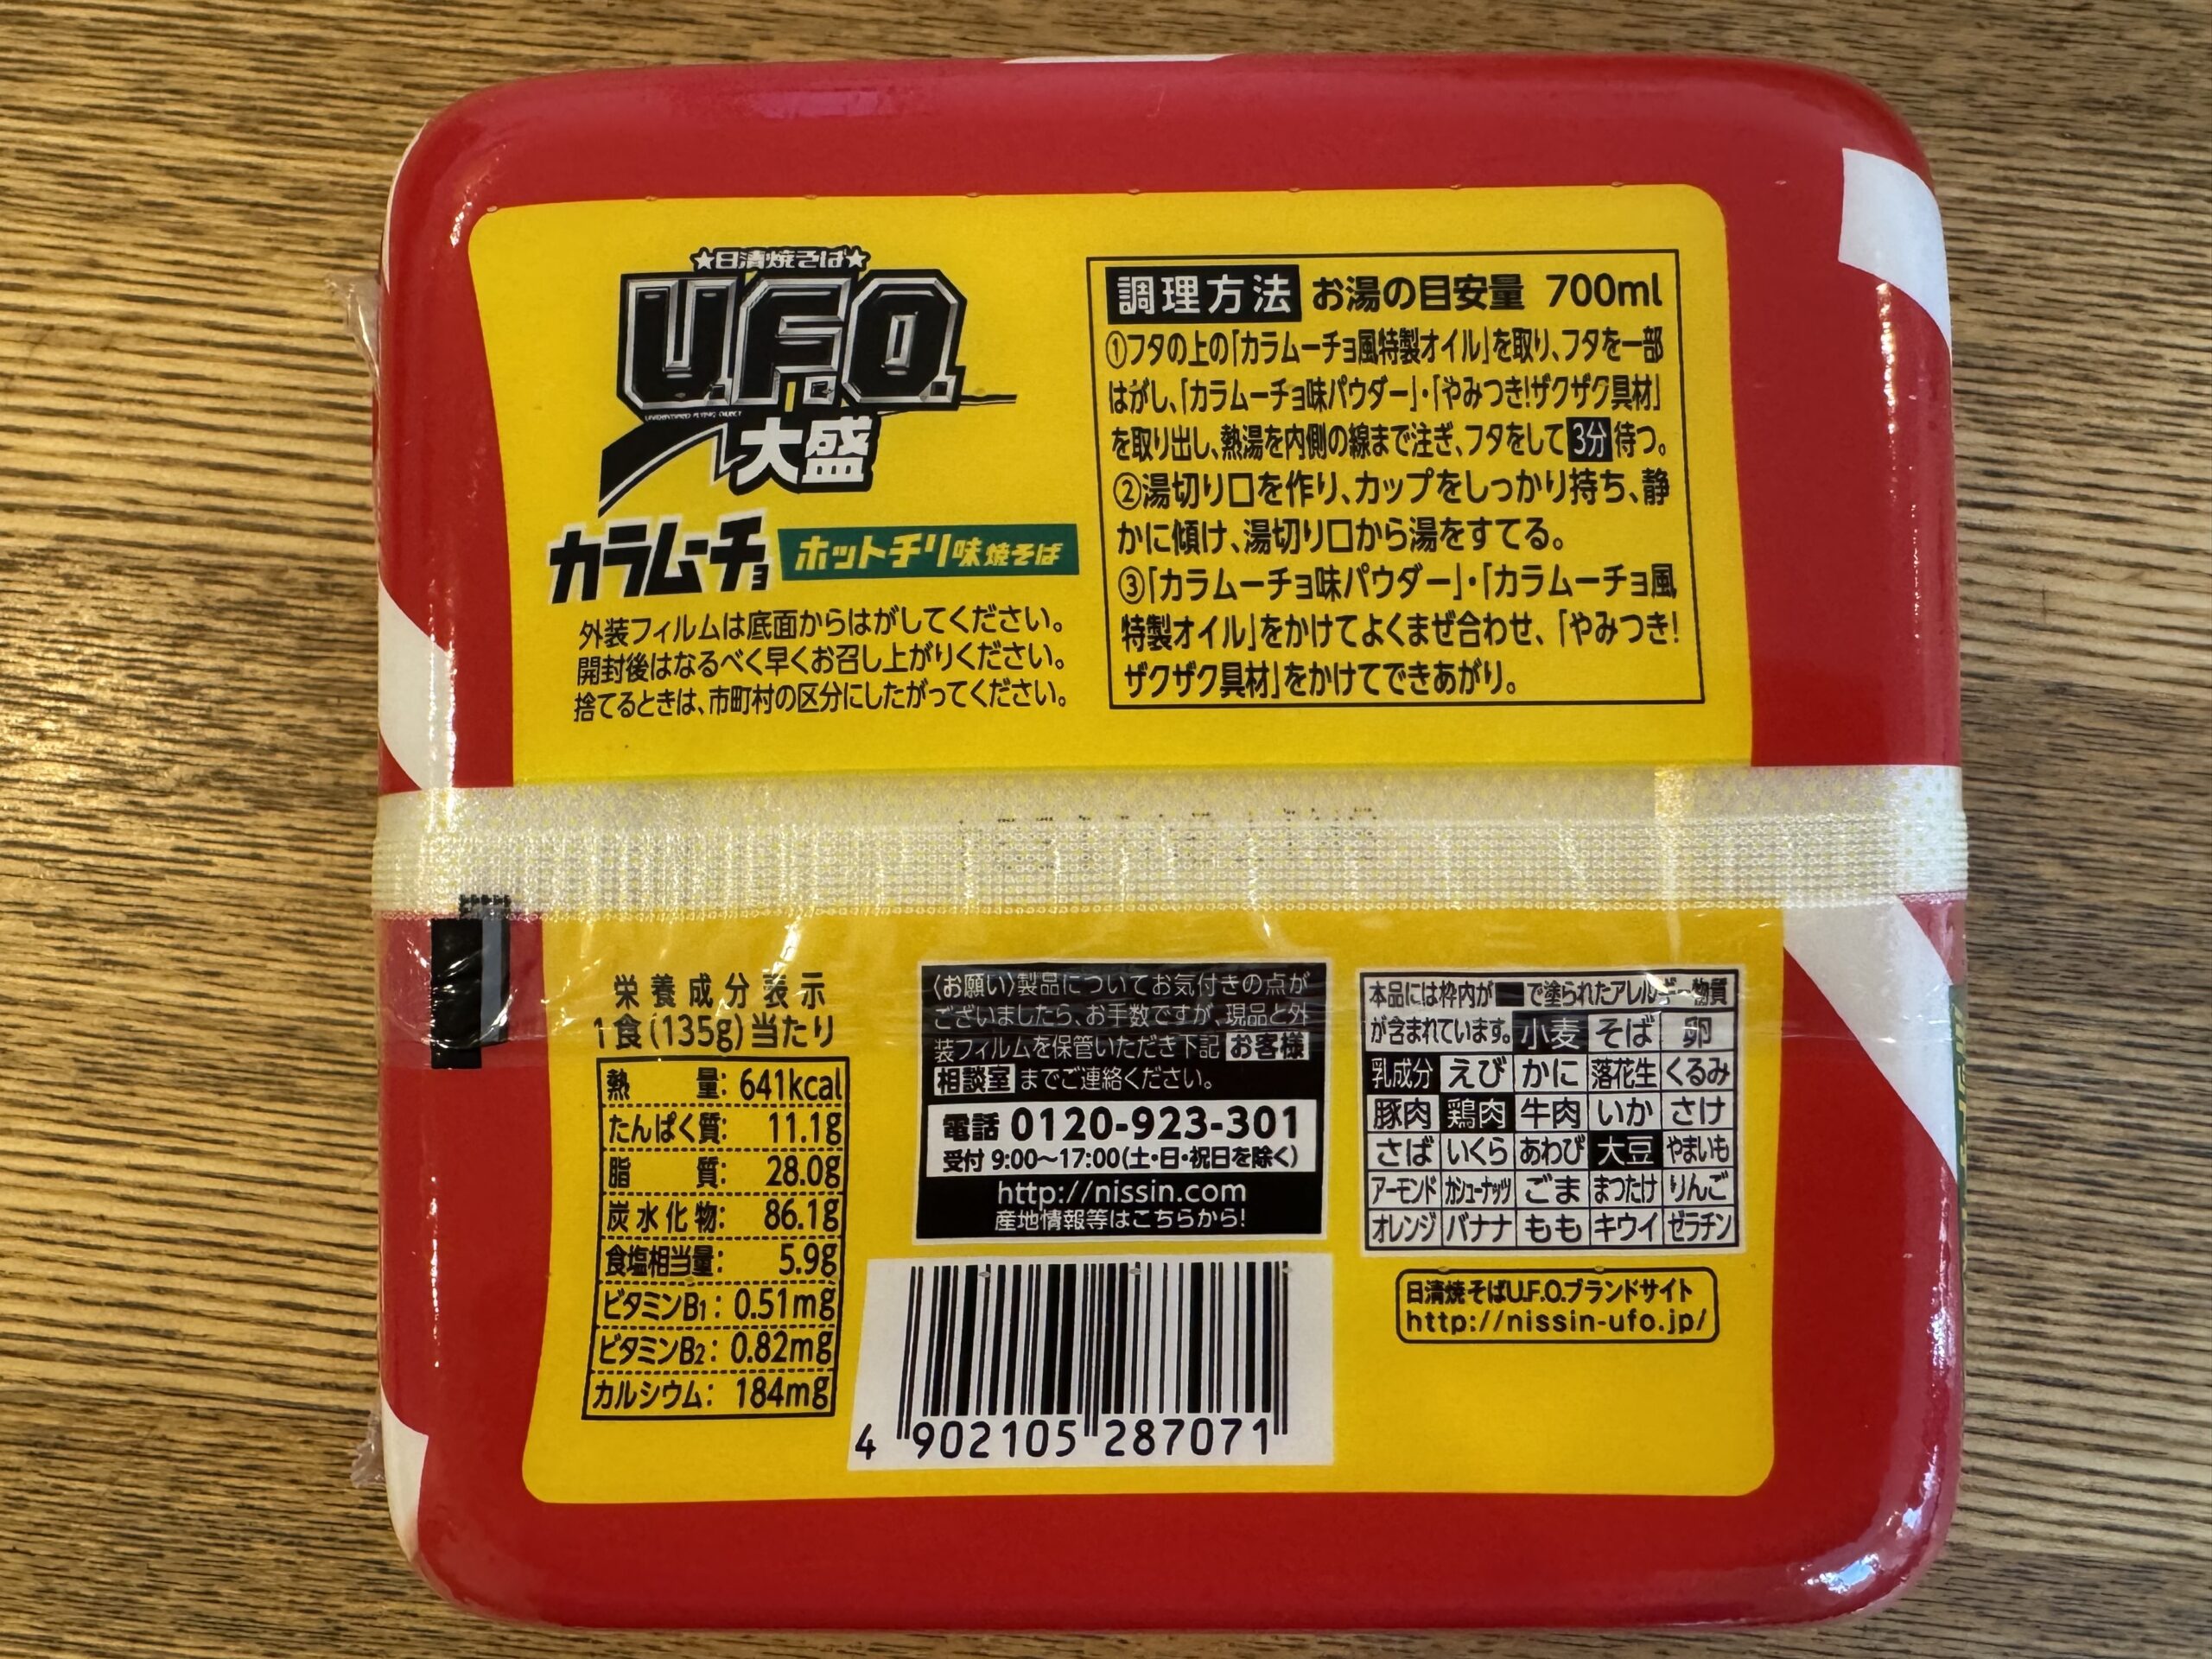 ★日清焼そば★
U.F.O.
大盛
カラムーチョ
ホットチリ味焼そば
外装フィルムは底面からはがしてください。
開封後はなるべく早くお召し上がりください。
捨てるときは、市町村の区分にしたがってください。
調理方法 お湯の目安量 700ml
①フタの上の「カラムーチョ風特製オイル」を取り、フタを一部
はがし、「カラムーチョ味パウダー」・「やみつき!ザクザク具材」
を取り出し、熱湯を内側の線まで注ぎ、フタをして3分待つ。
②湯切り口を作り、カップをしっかり持ち、静
かに傾け、湯切り口から湯をすてる。
③「カラムーチョ味パウダー」・「カラムーチョ風
特製オイル」をかけてよくまぜ合わせ、「やみつき!
ザクザク具材」をかけてできあがり。
栄養成分表示
1食(135g)当たり
熱量: 641kcal
たんぱく質: 11.1g
脂質: 28.0g
炭水化物: 86.1g
食塩相当量: 5.9g
ビタミンB1: 0.51mg
ビタミンB2: 0.82mg
カルシウム: 184mg
〈お願い〉製品についてお気付きの点が
ございましたら、お手数ですが、現品と外
装フィルムを保管いただき下記 お客様
相談室 までご連絡ください。
電話 0120-923-301
受付 9:00〜17:00(土・日・祝日を除く)
http://nissin.com
産地情報等はこちらから!
4 902105 287071
本品には枠内が■で塗られたアレルギー物質
が含まれています。 小麦 そば 卵
乳成分 えび かに 落花生 くるみ
豚肉 鶏肉 牛肉 いか さけ
さば いくら あわび 大豆 やまいも
アーモンド カシューナッツ ごま まつたけ りんご
オレンジ バナナ もも キウイ ゼラチン
日清焼そばU.F.O.ブランドサイト
http://nissin-ufo.jp/